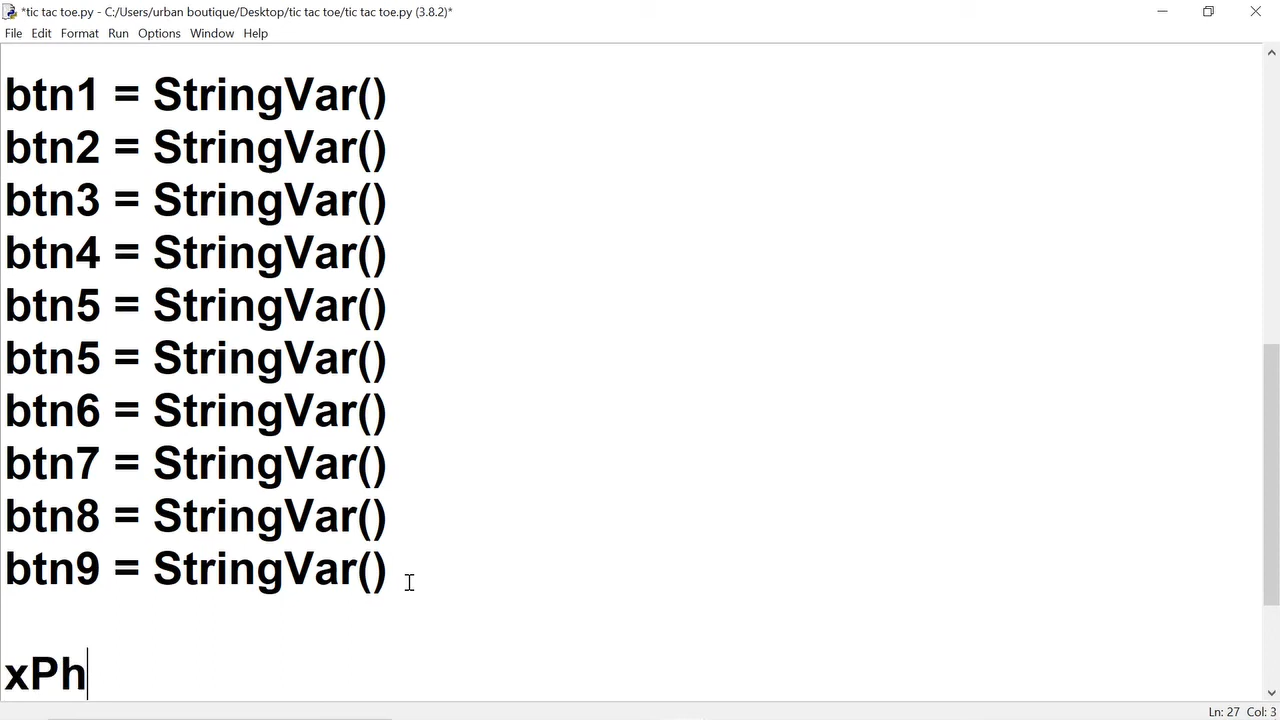 *tic tac toe.py - C:/Users/urban boutique/Desktop/tic tac toe/tic tac toe.py (3.8.2)*
File Edit Format Run Options Window Help
btn1 = StringVar()
btn2 = StringVar()
btn3 = StringVar()
btn4 = StringVar()
btn5 = StringVar()
btn5 = StringVar()
btn6 = StringVar()
btn7 = StringVar()
btn8 = StringVar()
btn9 = StringVar()
xPh
Ln: 27 Col: 3